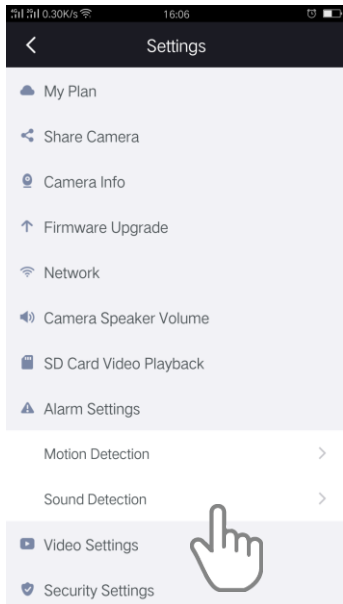 0.30K/s
16:06
Settings
My Plan
Share Camera
Camera Info
Firmware Upgrade
Network
Camera Speaker Volume
SD Card Video Playback
Alarm Settings
Motion Detection
Sound Detection
Video Settings
Security Settings